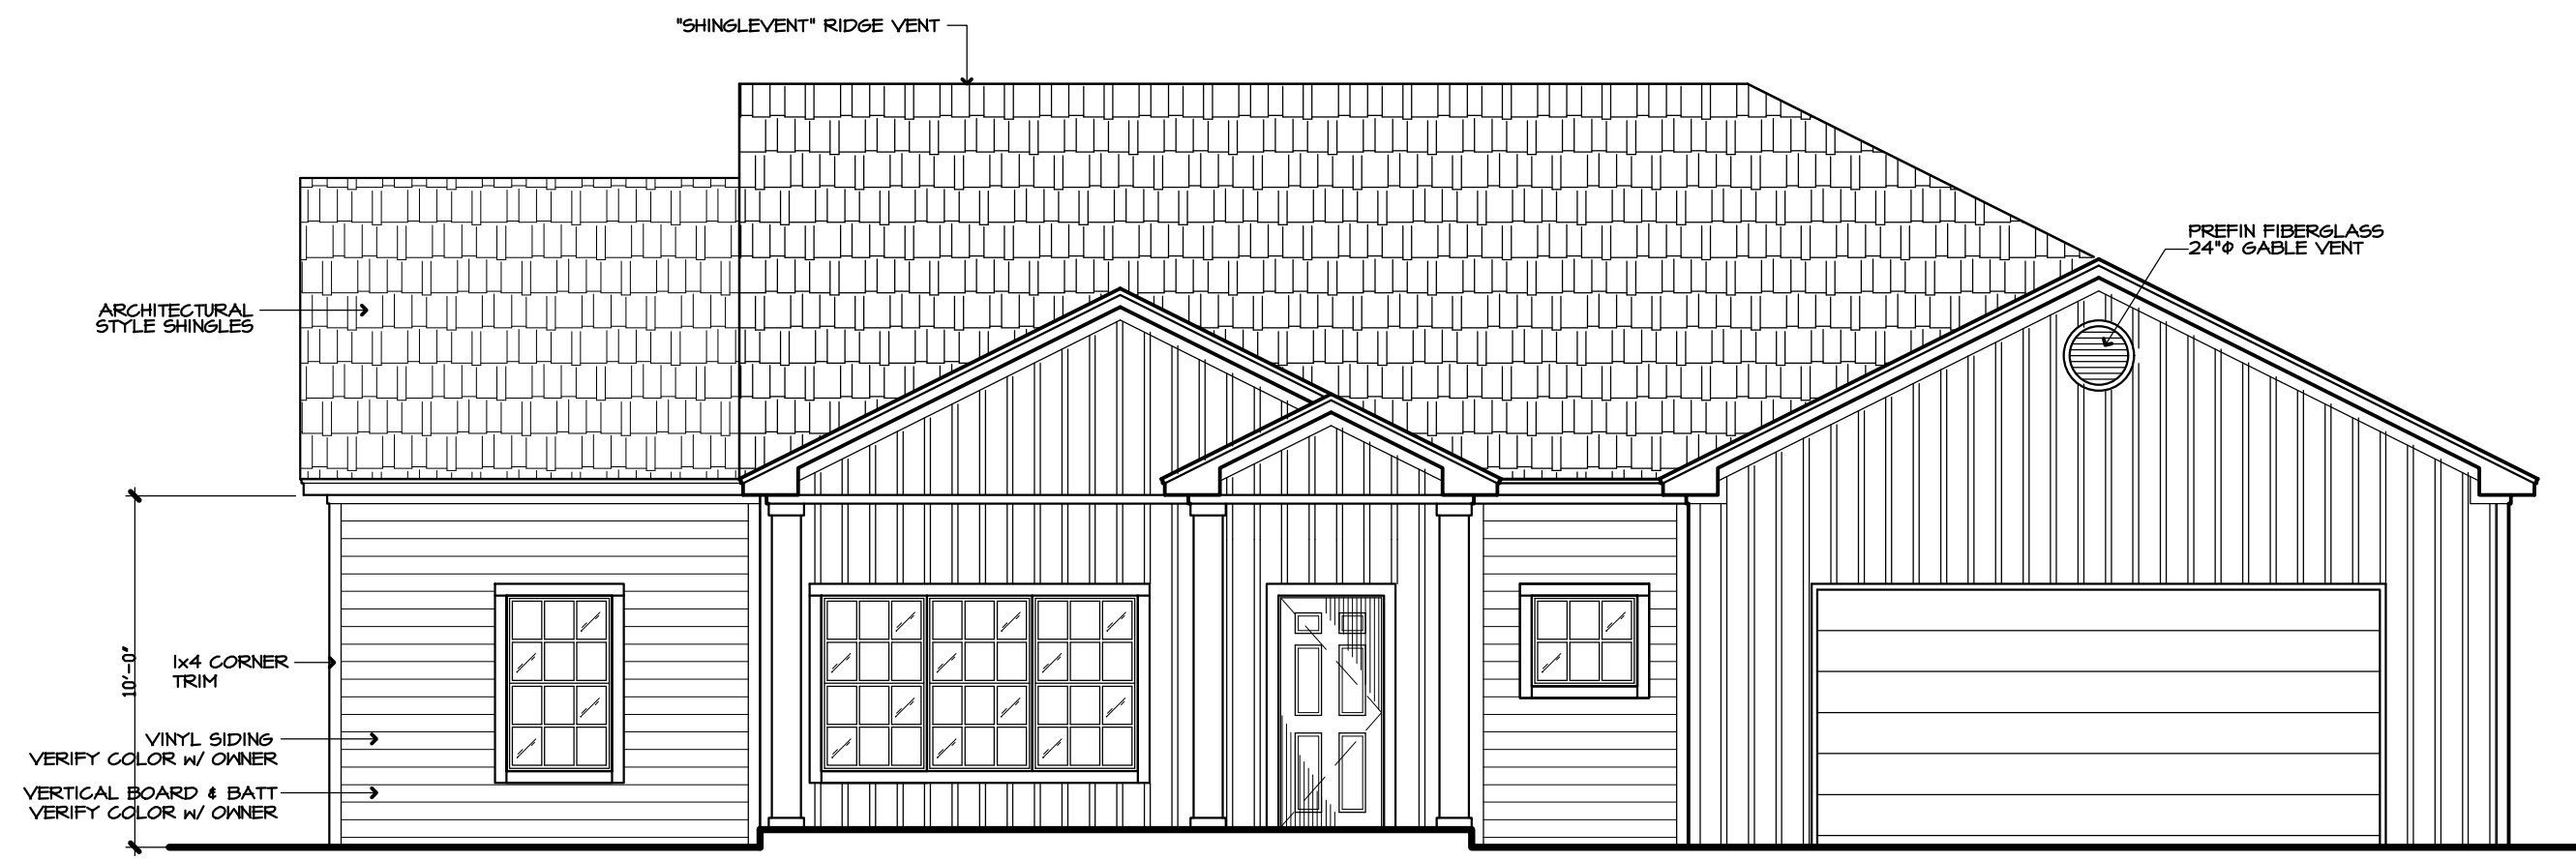 "SHINGLEVENT" RIDGE VENT
PREFIN FIBERGLASS
24"Φ GABLE VENT
ARCHITECTURAL
STYLE SHINGLES
10'-0"
1x4 CORNER
TRIM
VINYL SIDING
VERIFY COLOR w/ OWNER
VERTICAL BOARD & BATT
VERIFY COLOR w/ OWNER